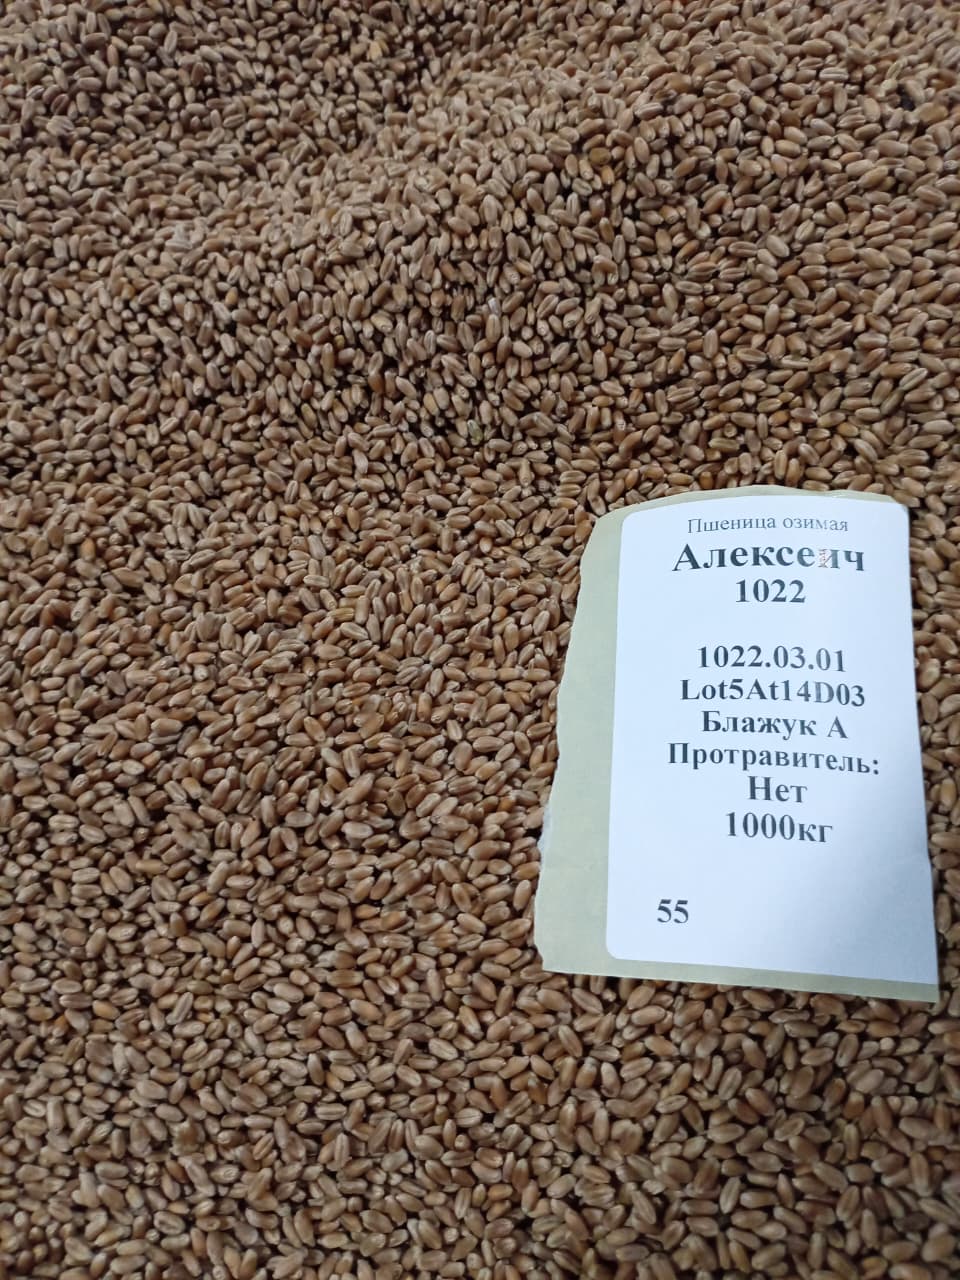 Пшеница озимая
Алексеич
1022
1022.03.01
Lot5At14D03
Блажук А
Протравитель:
Нет
1000кг
55